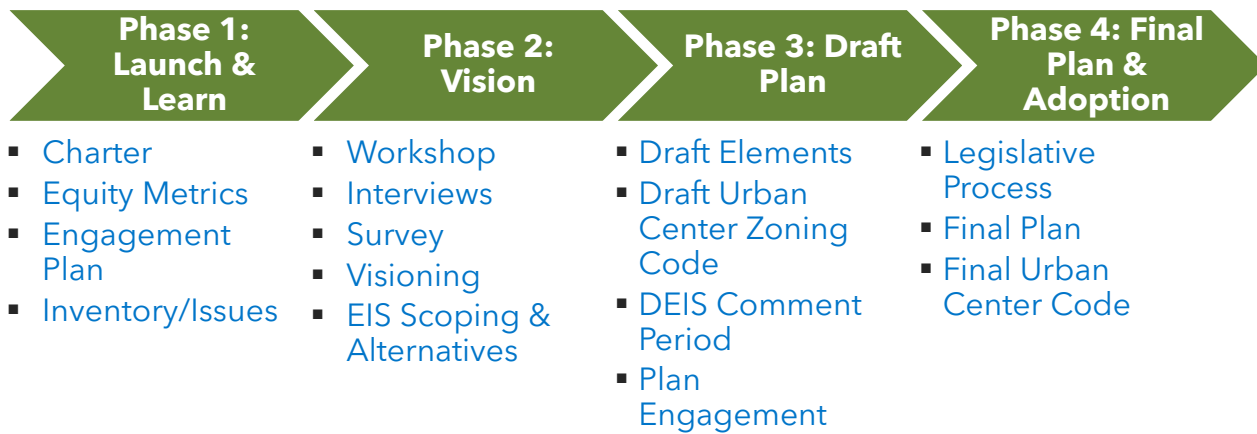 Phase 1:
Launch &
Learn
▪ Charter
▪ Equity Metrics
▪ Engagement
Plan
▪ Inventory/Issues
Phase 2:
Vision
▪ Workshop
▪ Interviews
▪ Survey
▪ Visioning
▪ EIS Scoping &
Alternatives
Phase 3: Draft
Plan
▪ Draft Elements
▪ Draft Urban
Center Zoning
Code
▪ DEIS Comment
Period
▪ Plan
Engagement
Phase 4: Final
Plan &
Adoption
▪ Legislative
Process
▪ Final Plan
▪ Final Urban
Center Code